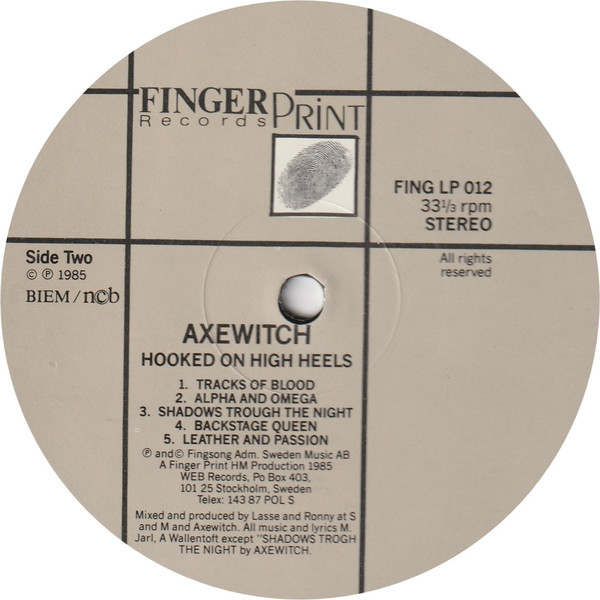 FINGER PRiNT
Records
FING LP 012
33⅓ rpm
STEREO
All rights
reserved
Side Two
© ℗ 1985
BIEM / ncb
AXEWITCH
HOOKED ON HIGH HEELS
1. TRACKS OF BLOOD
2. ALPHA AND OMEGA
3. SHADOWS TROUGH THE NIGHT
4. BACKSTAGE QUEEN
5. LEATHER AND PASSION
℗ and© Fingsong Adm. Sweden Music AB
A Finger Print HM Production 1985
WEB Records, Po Box 403,
101 25 Stockholm, Sweden
Telex: 143 87 POL S
Mixed and produced by Lasse and Ronny at S
and M and Axewitch. All music and lyrics M.
Jarl, A Wallentoft except "SHADOWS TROGH
THE NIGHT by AXEWITCH.